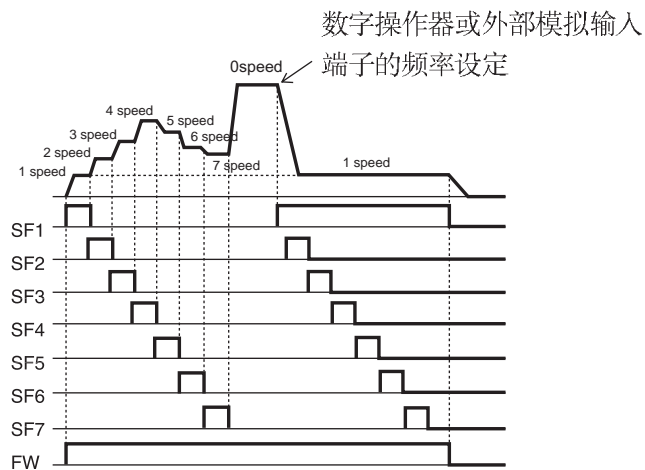 数字操作器或外部模拟输入
端子的频率设定
0speed
4 speed
5 speed
3 speed
6 speed
2 speed
7 speed
1 speed
1 speed
SF1
SF2
SF3
SF4
SF5
SF6
SF7
FW